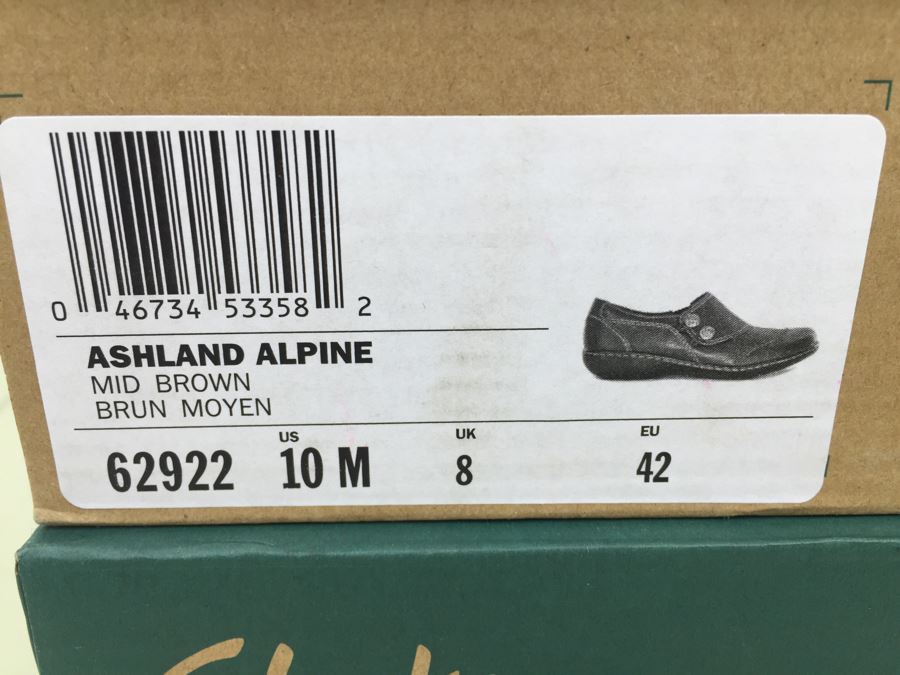 0 46734 53358 2
ASHLAND ALPINE
MID BROWN
BRUN MOYEN
US UK EU
62922 10 M 8 42